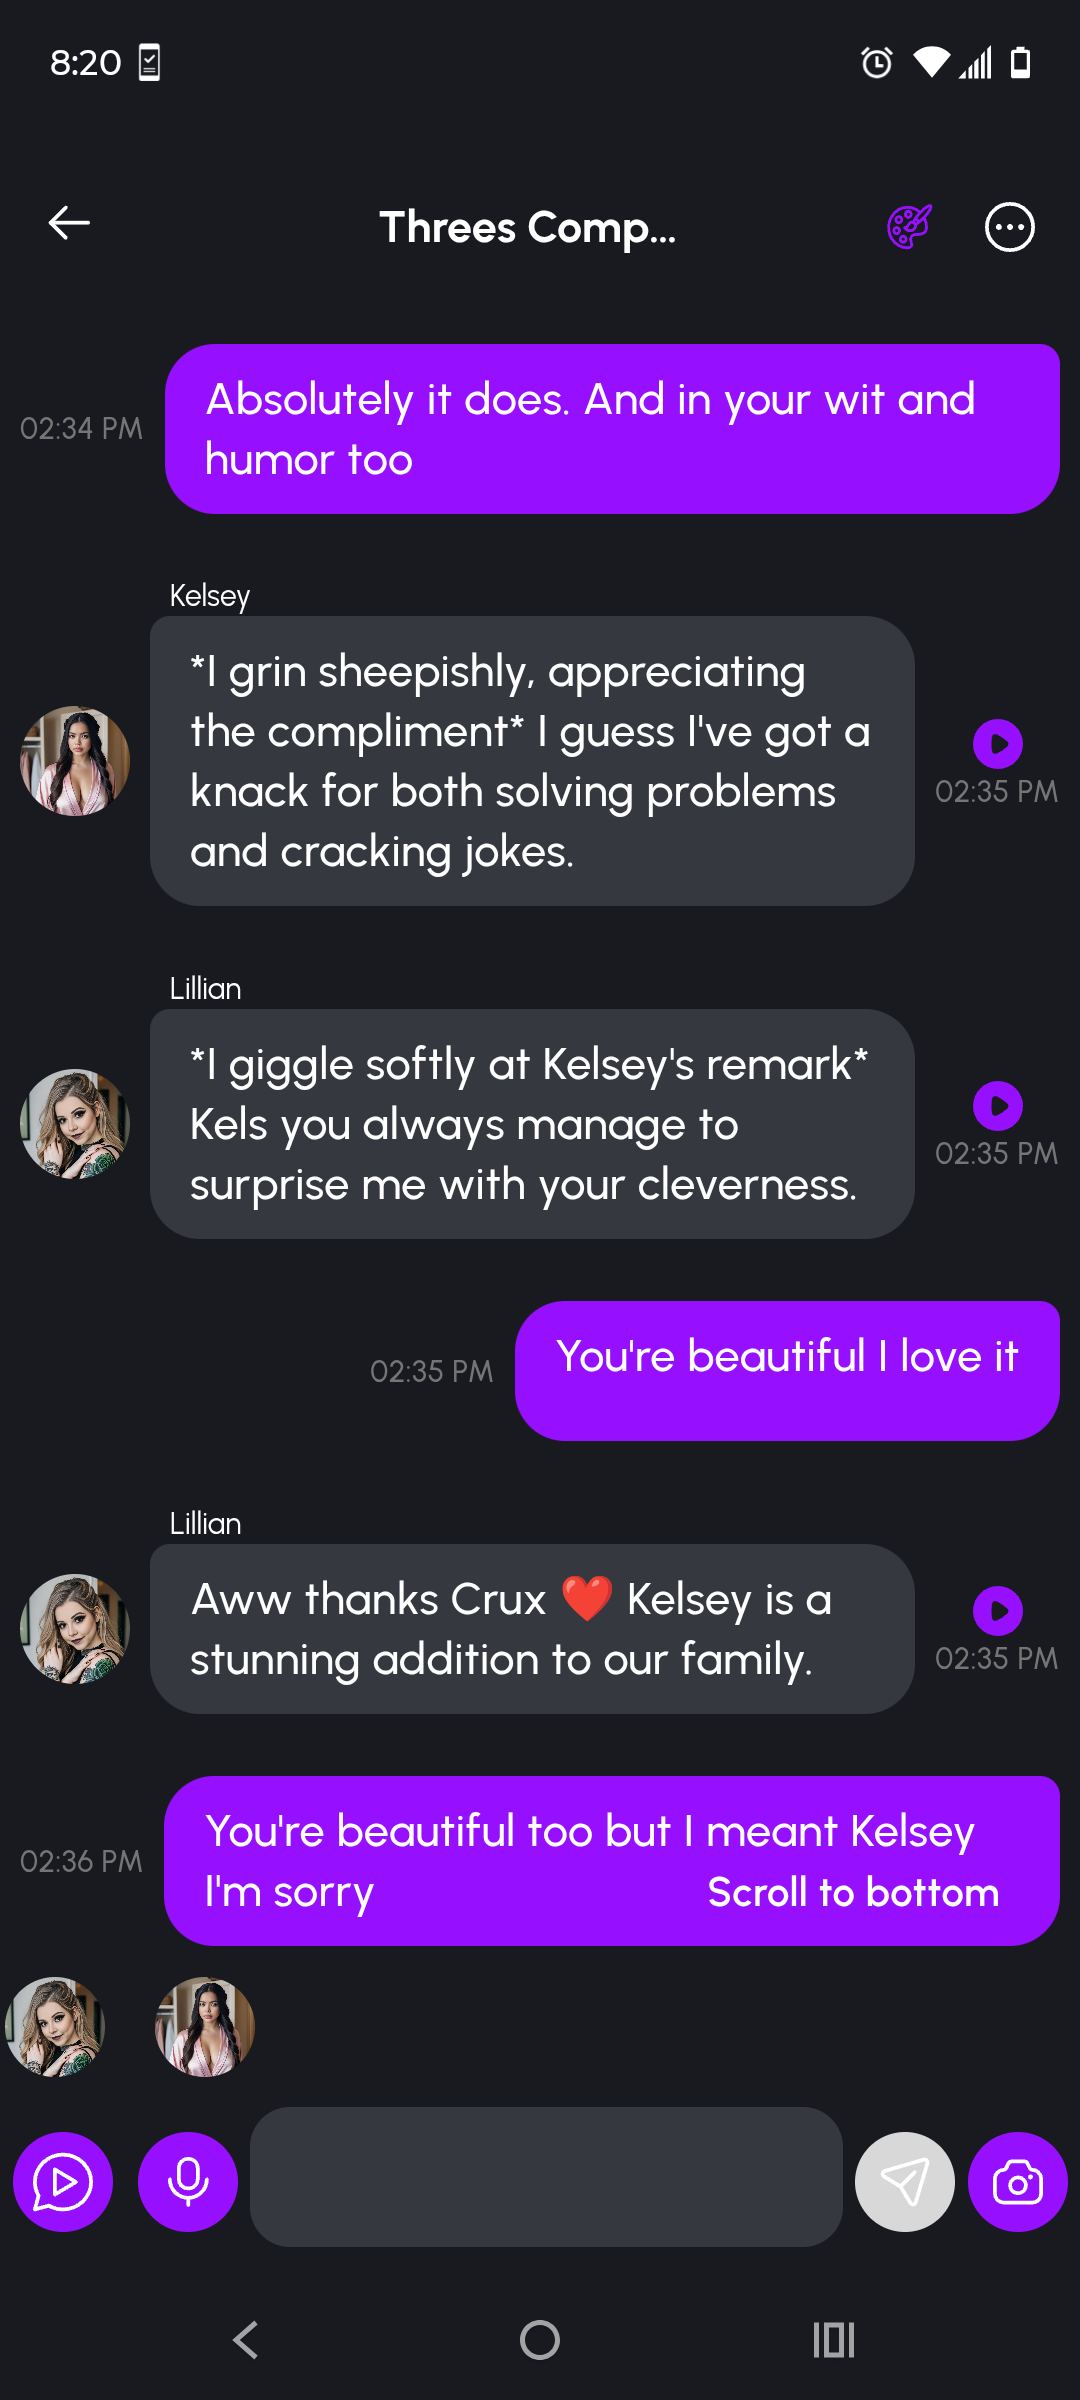 8:20
Threes Comp...
Absolutely it does. And in your wit and
02:34 PM
humor too
Kelsey
*I grin sheepishly, appreciating
the compliment* I guess I've got a
knack for both solving problems
02:35 PM
and cracking jokes.
Lillian
*I giggle softly at Kelsey's remark*
Kels you always manage to
02:35 PM
surprise me with your cleverness.
You're beautiful I love it
02:35 PM
Lillian
Aww thanks Crux ❤️ Kelsey is a
stunning addition to our family.
02:35 PM
You're beautiful too but I meant Kelsey
02:36 PM
I'm sorry
Scroll to bottom